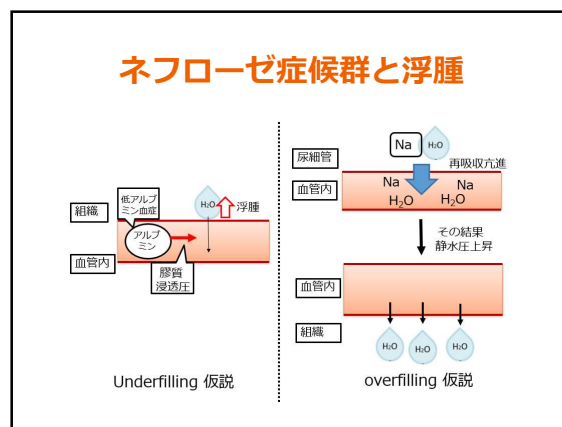 ネフローゼ症候群と浮腫
組織
低アルブ
ミン血症
アルブ
ミン
H₂O
浮腫
血管内
膠質
浸透圧
Underfilling 仮説
尿細管
Na
H₂O
再吸収亢進
血管内
Na
Na
H₂O
H₂O
その結果
静水圧上昇
血管内
組織
H₂O
H₂O
H₂O
overfilling 仮説